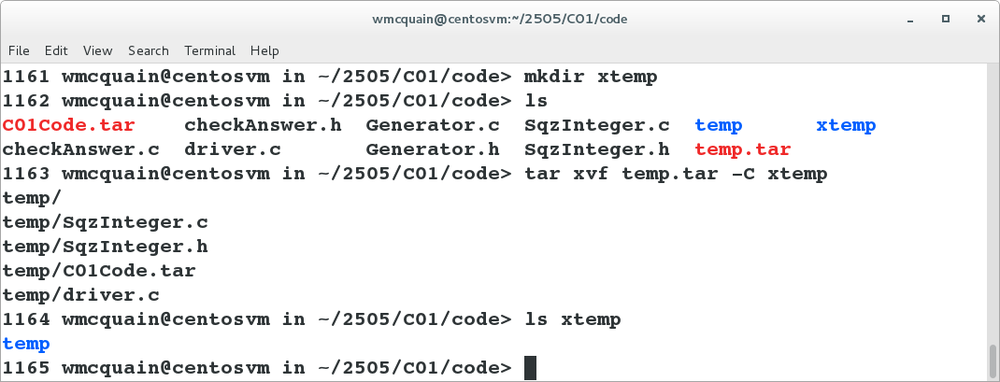 wmcquain@centosvm:~/2505/C01/code
File Edit View Search Terminal Help
1161 wmcquain@centosvm in ~/2505/C01/code> mkdir xtemp
1162 wmcquain@centosvm in ~/2505/C01/code> ls
C01Code.tar    checkAnswer.h  Generator.c  SqzInteger.c  temp      xtemp
checkAnswer.c  driver.c       Generator.h  SqzInteger.h  temp.tar
1163 wmcquain@centosvm in ~/2505/C01/code> tar xvf temp.tar -C xtemp
temp/
temp/SqzInteger.c
temp/SqzInteger.h
temp/C01Code.tar
temp/driver.c
1164 wmcquain@centosvm in ~/2505/C01/code> ls xtemp
temp
1165 wmcquain@centosvm in ~/2505/C01/code>